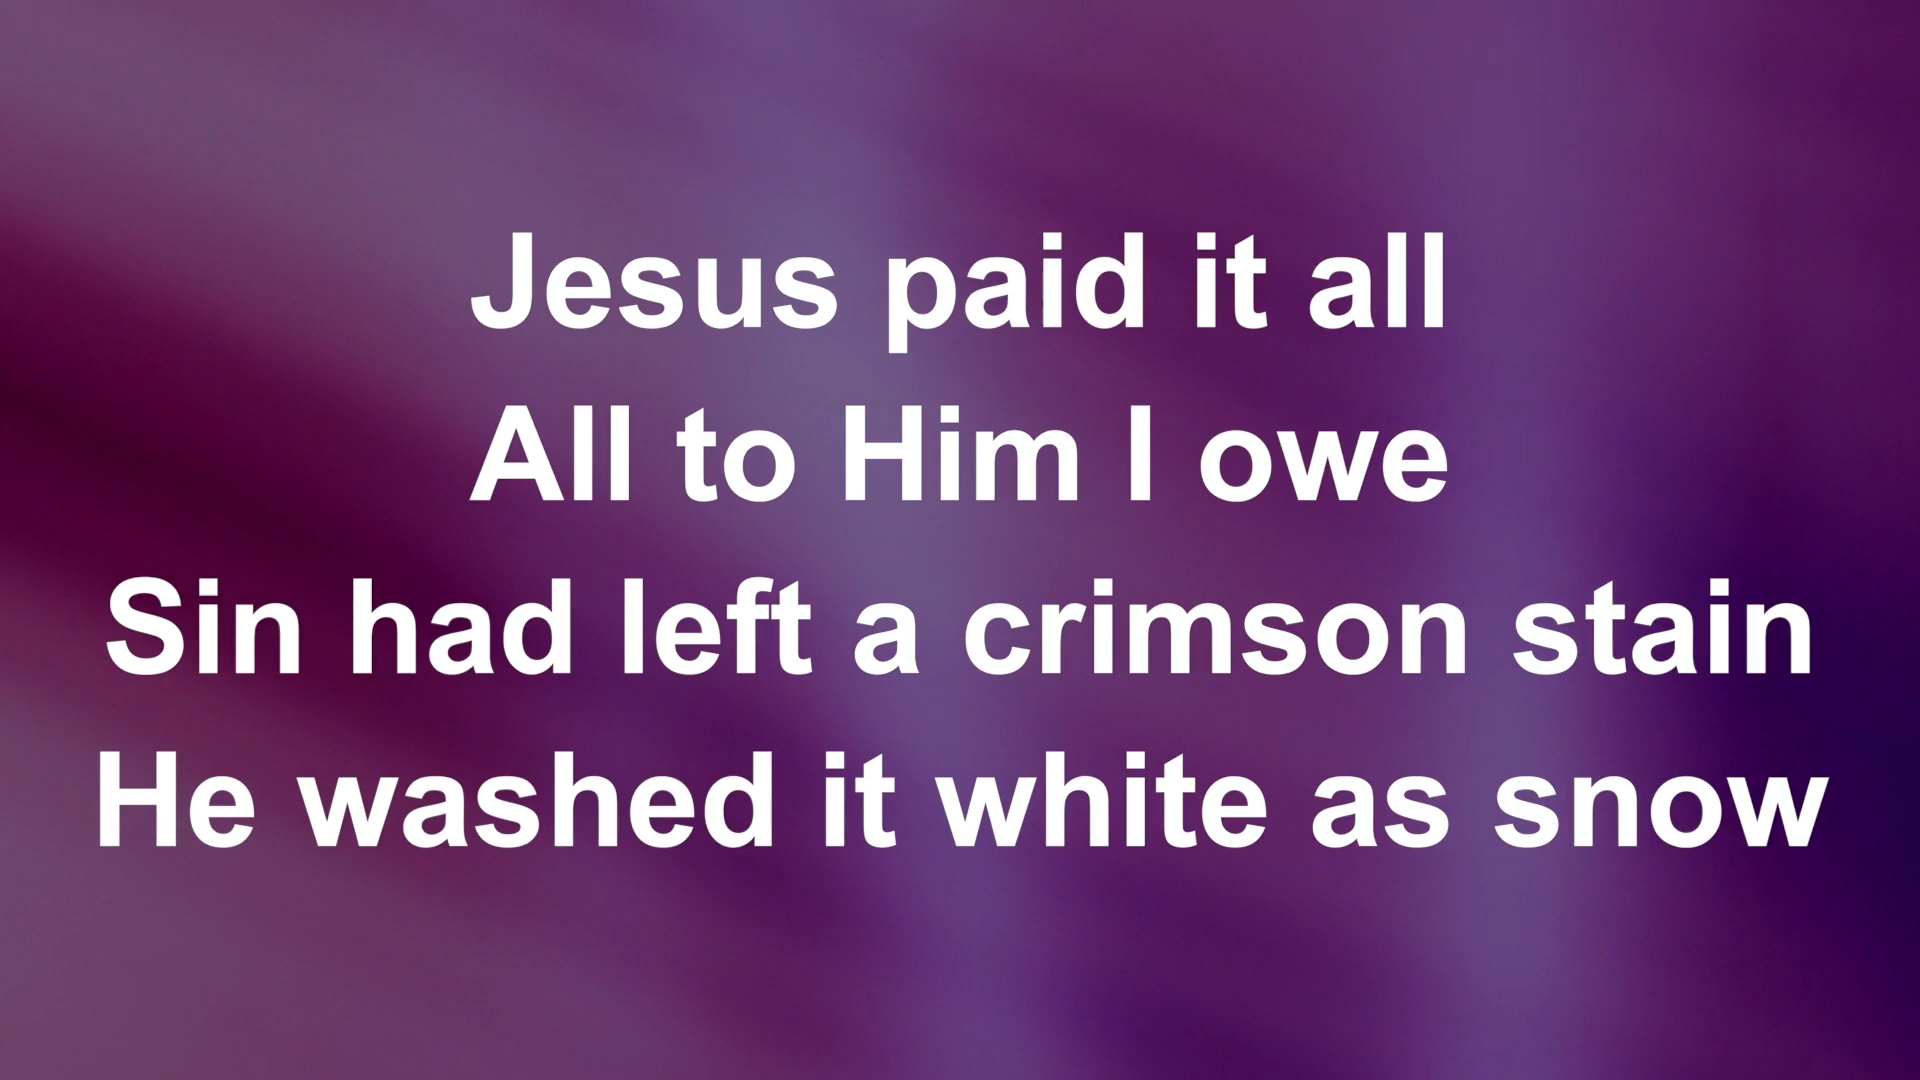 Jesus paid it all
All to Him I owe
Sin had left a crimson stain
He washed it white as snow